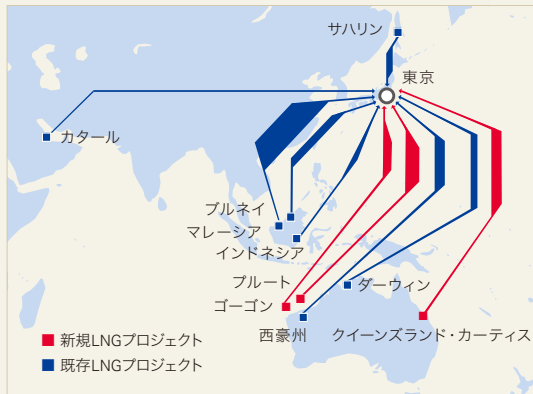 サハリン
東京
カタール
ブルネイ
マレーシア
インドネシア
プルート
ダーウィン
ゴーゴン
西豪州
クイーンズランド・カーティス
新規LNGプロジェクト
既存LNGプロジェクト